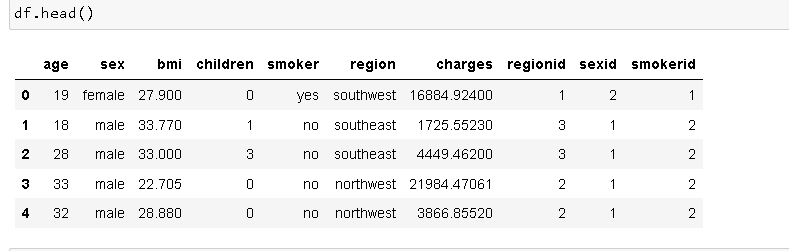 df.head()
age sex bmi children smoker region charges regionid sexid smokerid
0 19 female 27.900 0 yes southwest 16884.92400 1 2 1
1 18 male 33.770 1 no southeast 1725.55230 3 1 2
2 28 male 33.000 3 no southeast 4449.46200 3 1 2
3 33 male 22.705 0 no northwest 21984.47061 2 1 2
4 32 male 28.880 0 no northwest 3866.85520 2 1 2